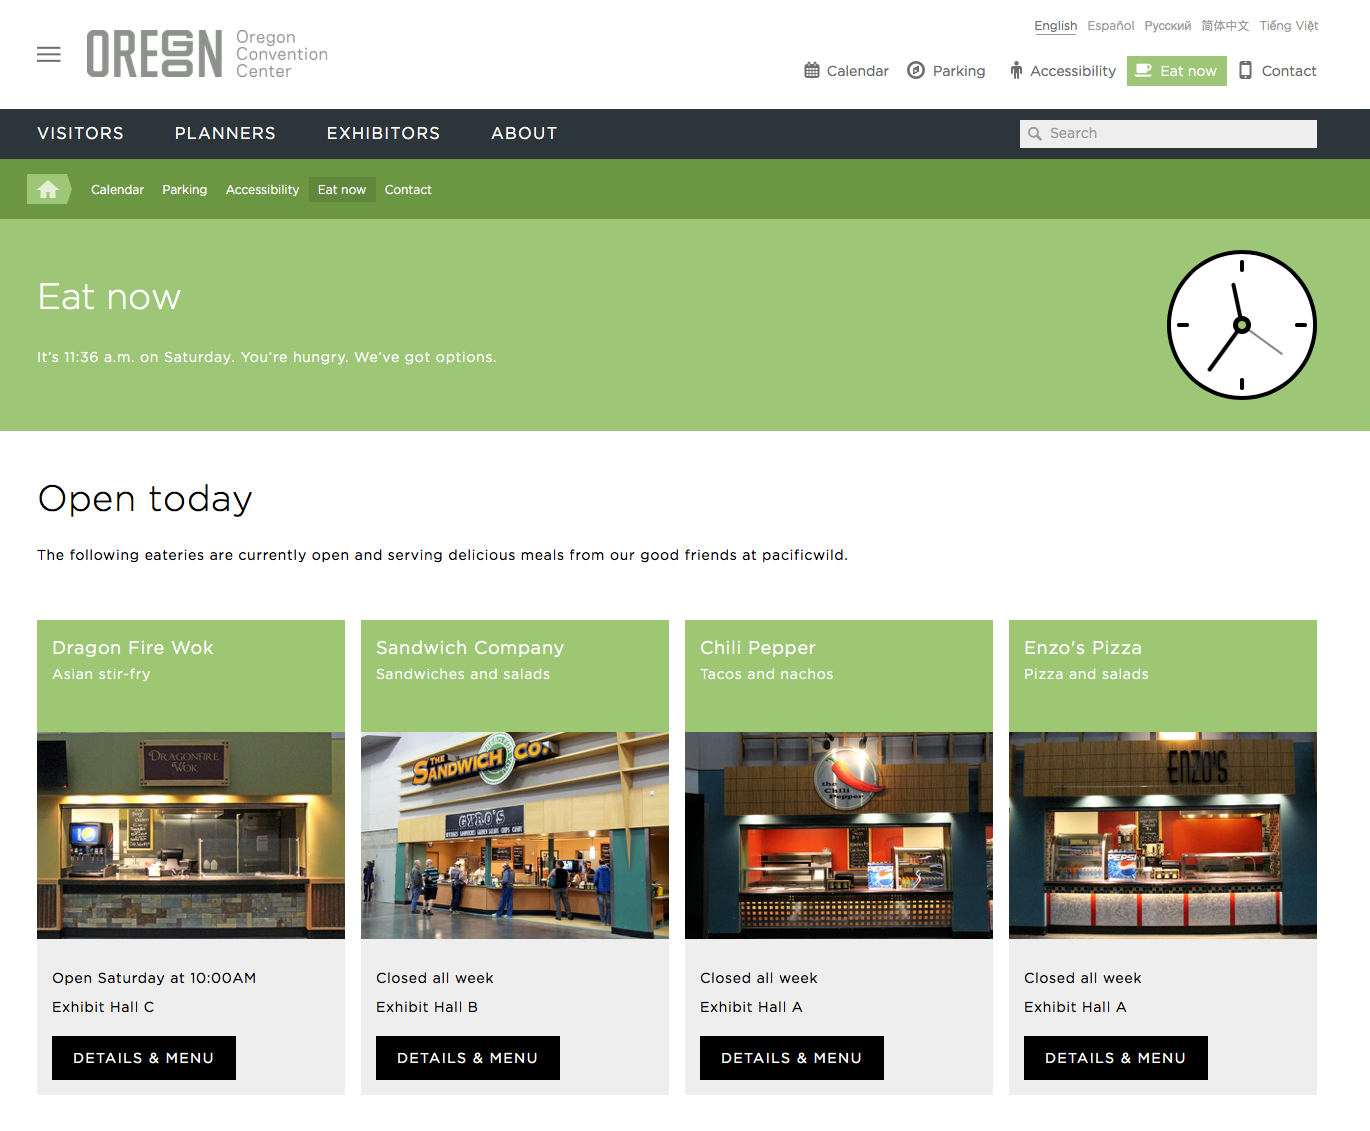 English Español Русский 简体中文 Tiếng Việt
OREGON
Oregon
Convention
Center
Calendar Parking Accessibility Eat now Contact
VISITORS PLANNERS EXHIBITORS ABOUT Search
Calendar Parking Accessibility Eat now Contact
Eat now
It's 11:36 a.m. on Saturday. You're hungry. We've got options.
Open today
The following eateries are currently open and serving delicious meals from our good friends at pacificwild.
Dragon Fire Wok
Asian stir-fry
DRAGONFIRE
WOK
Open Saturday at 10:00AM
Exhibit Hall C
DETAILS & MENU
Sandwich Company
Sandwiches and salads
THE
SANDWICH CO.
GYRO'S
Closed all week
Exhibit Hall B
DETAILS & MENU
Chili Pepper
Tacos and nachos
the
Chili
Pepper
PEPSI
Closed all week
Exhibit Hall A
DETAILS & MENU
Enzo's Pizza
Pizza and salads
ENZO'S
PEPSI
Closed all week
Exhibit Hall A
DETAILS & MENU